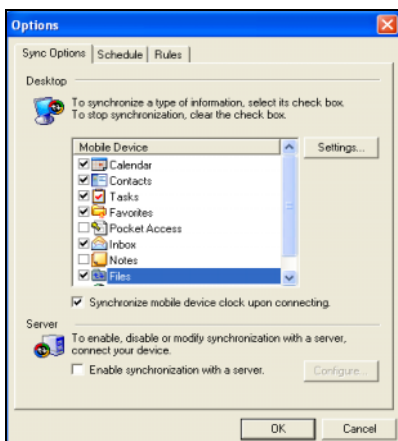 Options
Sync Options Schedule Rules
Desktop
To synchronize a type of information, select its check box.
To stop synchronization, clear the check box.
Mobile Device
Settings...
Calendar
Contacts
Tasks
Favorites
Pocket Access
Inbox
Notes
Files
Synchronize mobile device clock upon connecting.
Server
To enable, disable or modify synchronization with a server,
connect your device.
Enable synchronization with a server.
Configure...
OK Cancel